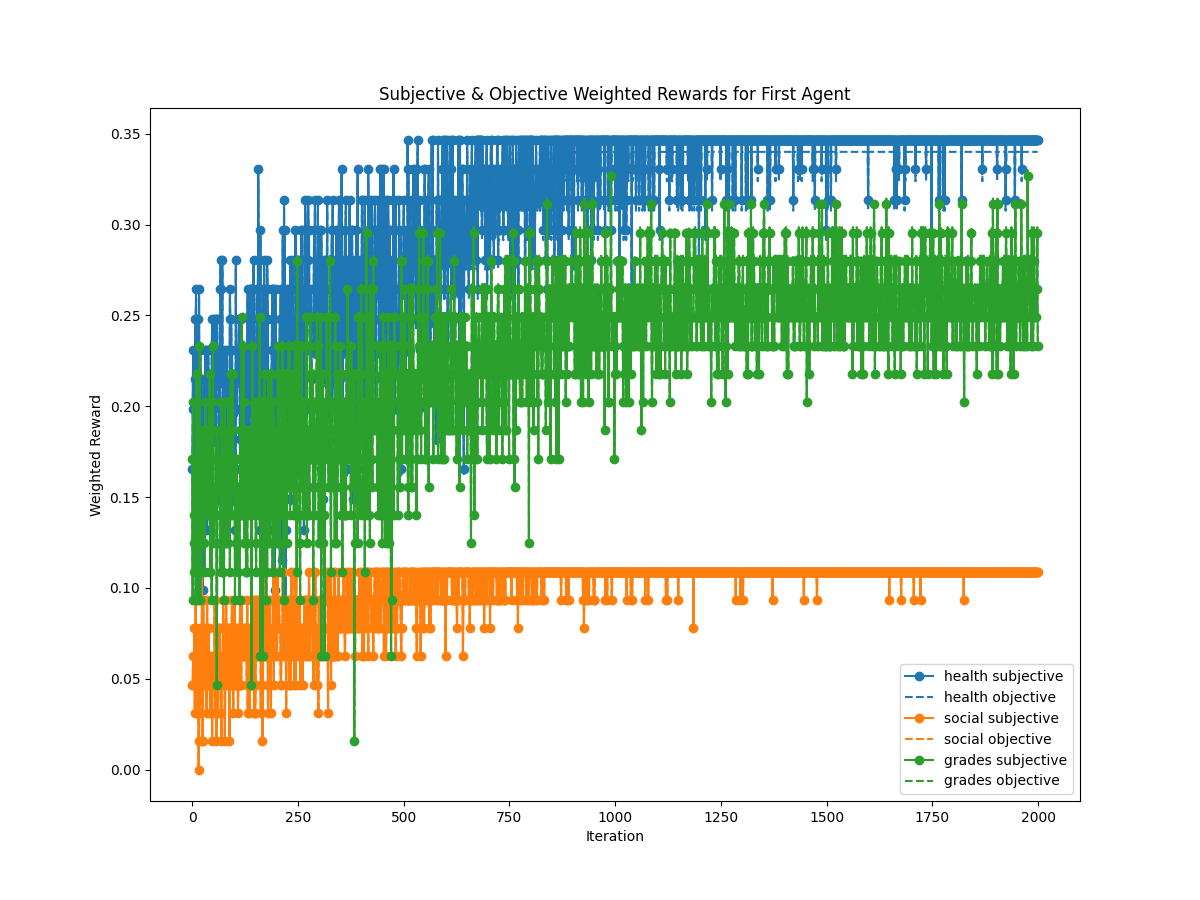 Subjective & Objective Weighted Rewards for First Agent
Weighted Reward
0.35
0.30
0.25
0.20
0.15
0.10
0.05
0.00
0
250
500
750
1000
1250
1500
1750
2000
Iteration
health subjective
health objective
social subjective
social objective
grades subjective
grades objective